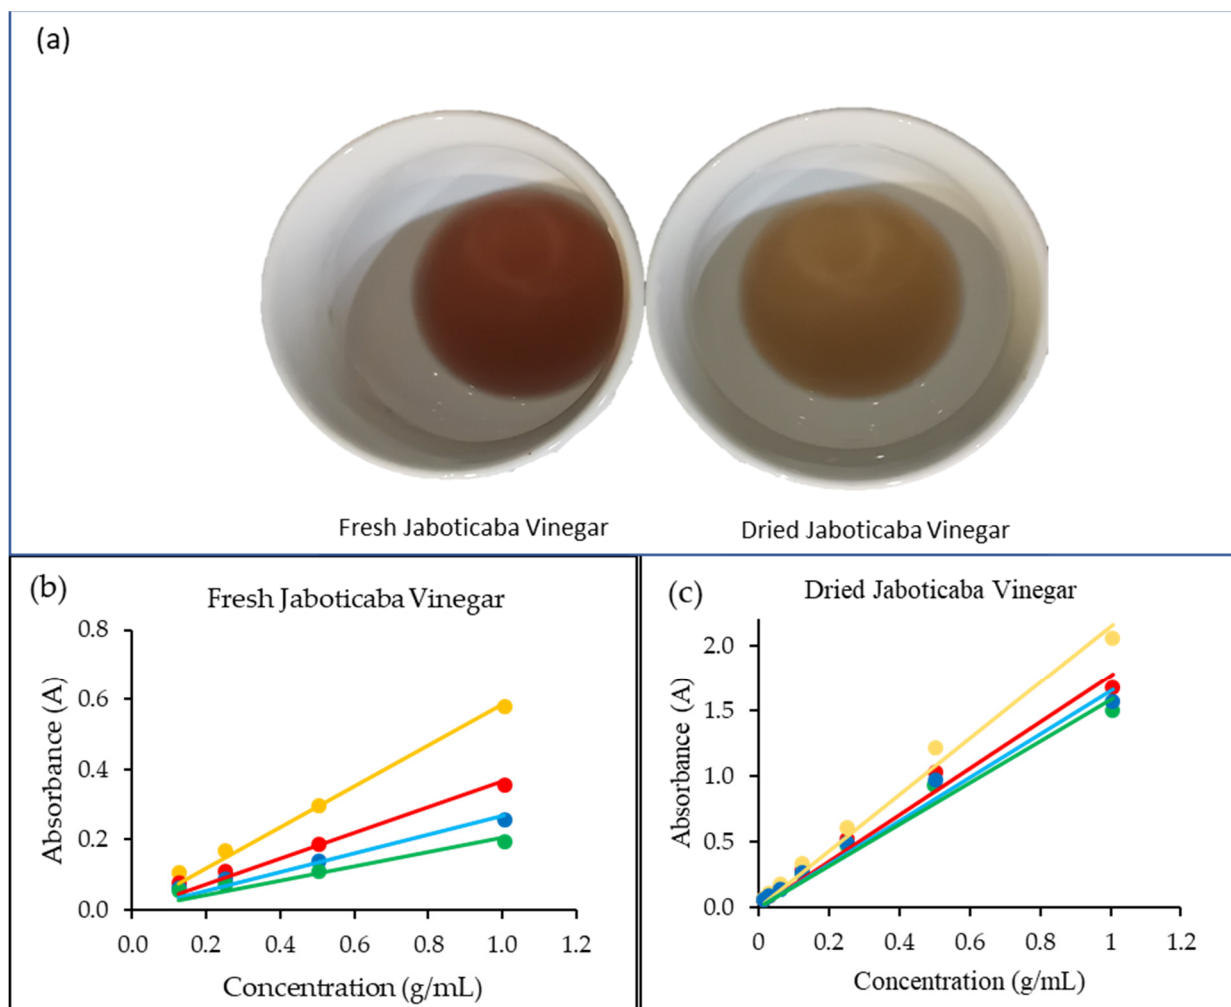 (a)
Fresh Jaboticaba Vinegar
Dried Jaboticaba Vinegar
(b)
Fresh Jaboticaba Vinegar
0.8
0.6
0.4
0.2
0.0
Absorbance (A)
0.0 0.2 0.4 0.6 0.8 1.0 1.2
Concentration (g/mL)
(c)
Dried Jaboticaba Vinegar
2.0
1.5
1.0
0.5
0.0
Absorbance (A)
0 0.2 0.4 0.6 0.8 1 1.2
Concentration (g/mL)